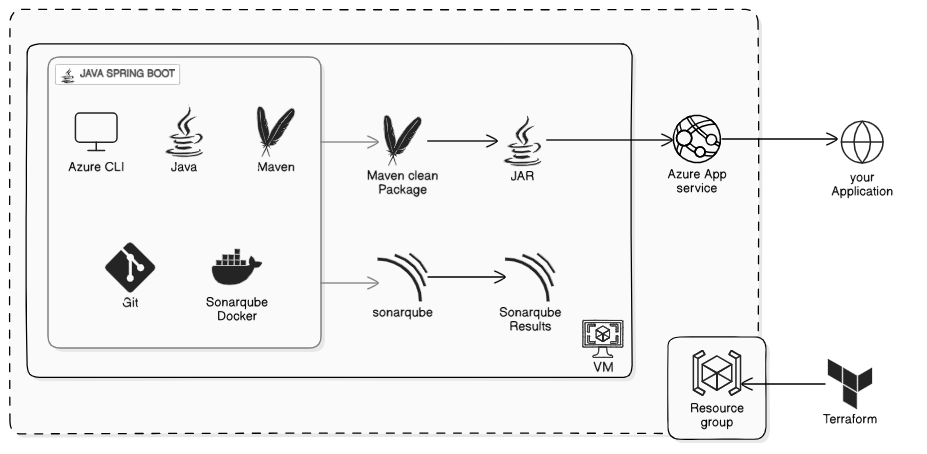 JAVA SPRING BOOT
Azure CLI
Java
Maven
Maven clean
Package
JAR
Azure App
service
your
Application
Git
Sonarqube
Docker
sonarqube
Sonarqube
Results
VM
Resource
group
Terraform